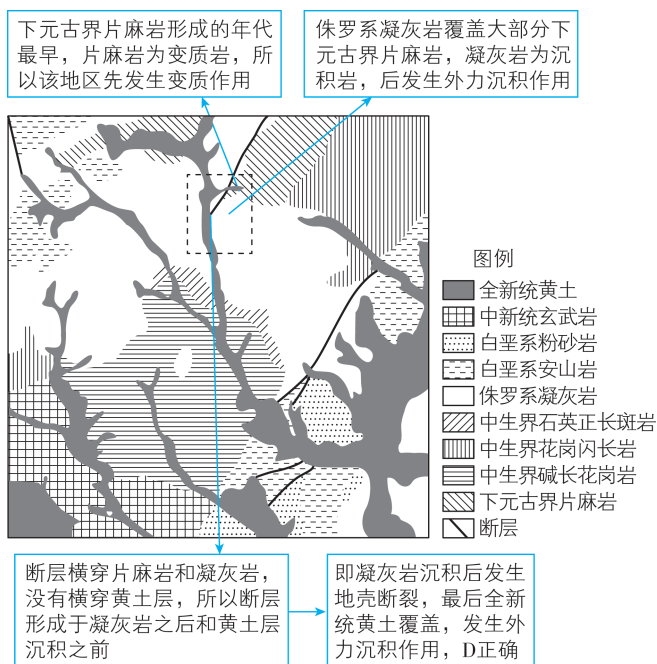 下元古界片麻岩形成的年代
最早，片麻岩为变质岩，所
以该地区先发生变质作用
侏罗系凝灰岩覆盖大部分下
元古界片麻岩，凝灰岩为沉
积岩，后发生外力沉积作用
图例
全新统黄土
中新统玄武岩
白垩系粉砂岩
白垩系安山岩
侏罗系凝灰岩
中生界石英正长斑岩
中生界花岗闪长岩
中生界碱长花岗岩
下元古界片麻岩
断层
断层横穿片麻岩和凝灰岩，
没有横穿黄土层，所以断层
形成于凝灰岩之后和黄土层
沉积之前
即凝灰岩沉积后发生
地壳断裂，最后全新
统黄土覆盖，发生外
力沉积作用，D正确